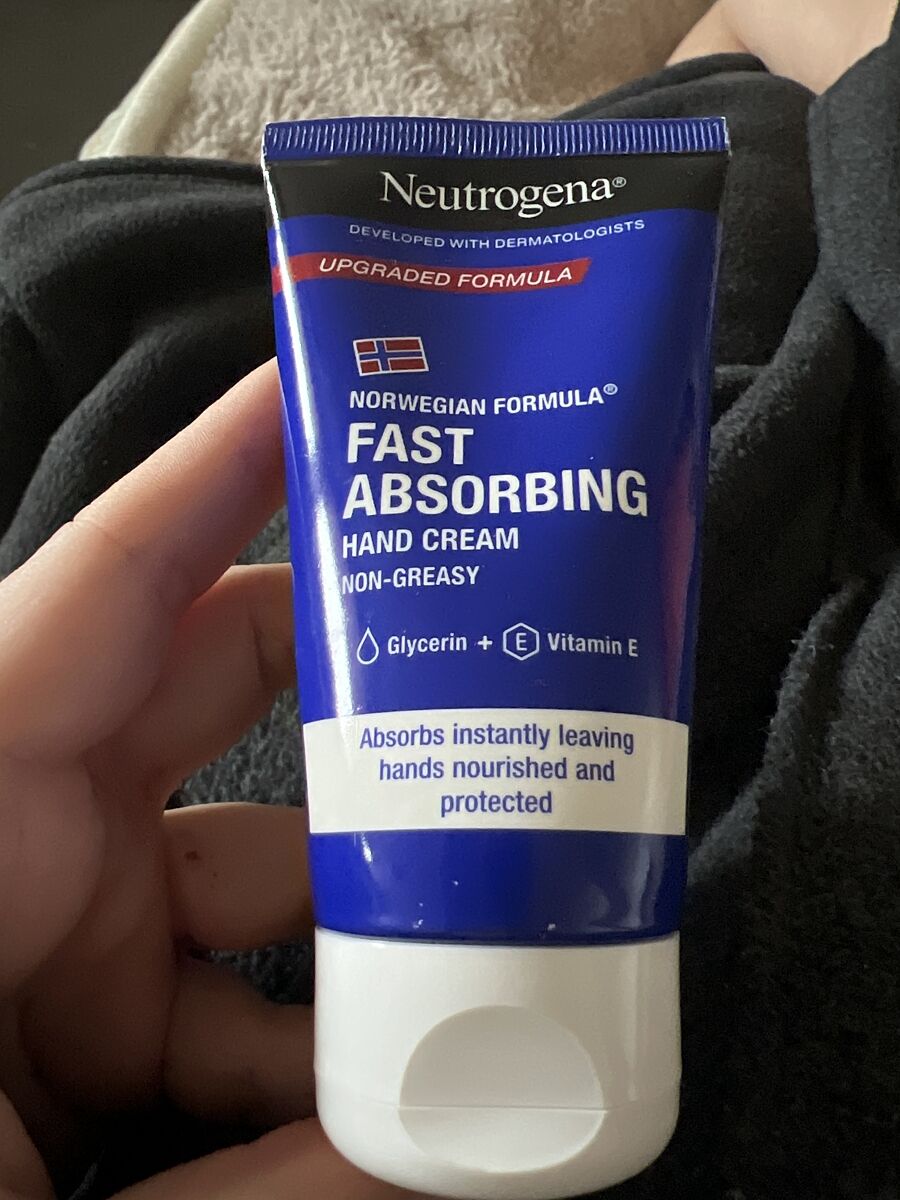 Neutrogena®
DEVELOPED WITH DERMATOLOGISTS
UPGRADED FORMULA
NORWEGIAN FORMULA®
FAST
ABSORBING
HAND CREAM
NON-GREASY
Glycerin + E Vitamin E
Absorbs instantly leaving
hands nourished and
protected